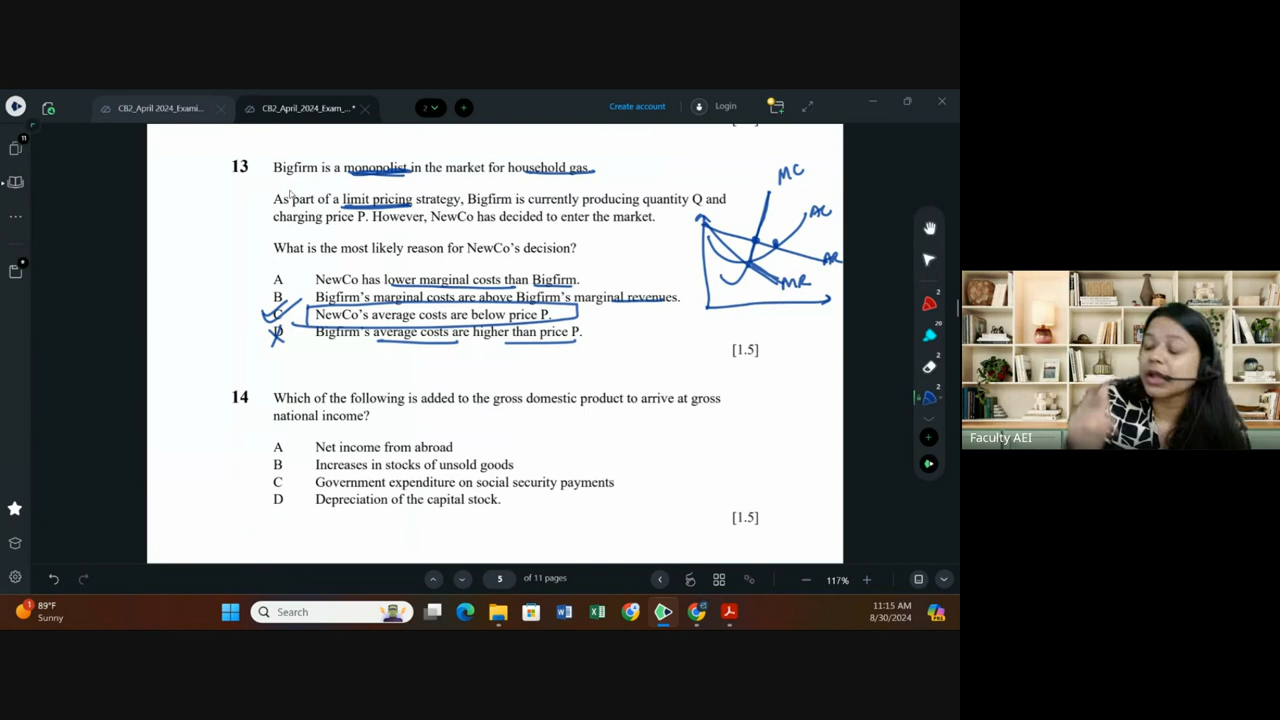 CB2_April 2024_Exami...
CB2_April_2024_Exam_...*
2
Create account
Login
11
13
Bigfirm is a monopolist in the market for household gas.
As part of a limit pricing strategy, Bigfirm is currently producing quantity Q and
charging price P. However, NewCo has decided to enter the market.
What is the most likely reason for NewCo's decision?
A NewCo has lower marginal costs than Bigfirm.
B Bigfirm's marginal costs are above Bigfirm's marginal revenues.
C NewCo's average costs are below price P.
D Bigfirm's average costs are higher than price P.
[1.5]
MC
AC
AR
MR
14
Which of the following is added to the gross domestic product to arrive at gross
national income?
A Net income from abroad
B Increases in stocks of unsold goods
C Government expenditure on social security payments
D Depreciation of the capital stock.
[1.5]
2
20
2
2
Faculty AEI
5 of 11 pages
117%
1
89°F
Sunny
Search
11:15 AM
8/30/2024